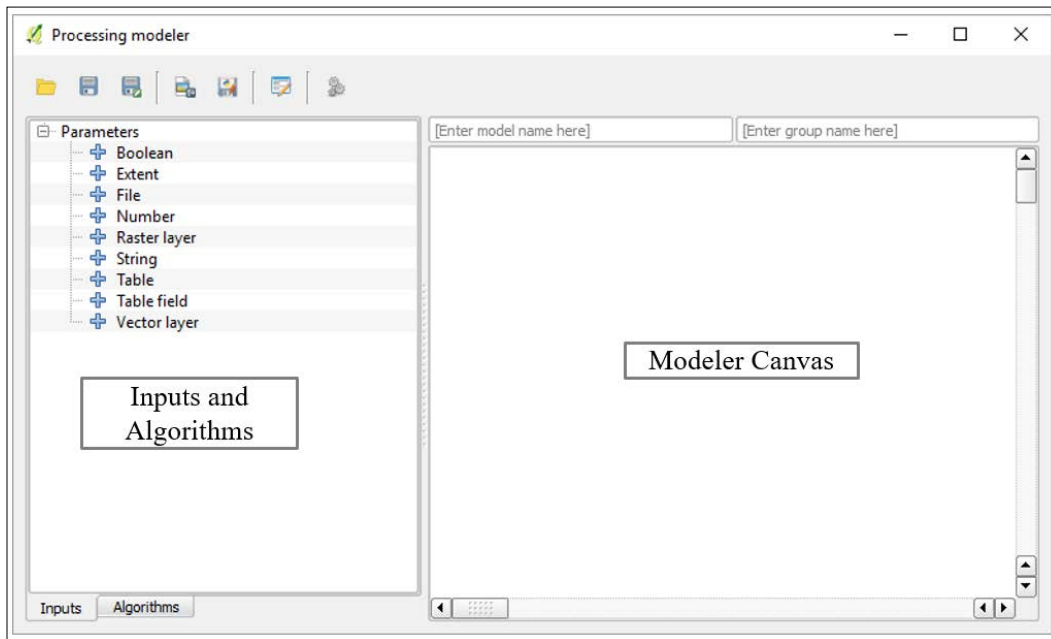 Processing modeler
Parameters
Boolean
Extent
File
Number
Raster layer
String
Table
Table field
Vector layer
Inputs and
Algorithms
Inputs
Algorithms
[Enter model name here]
[Enter group name here]
Modeler Canvas